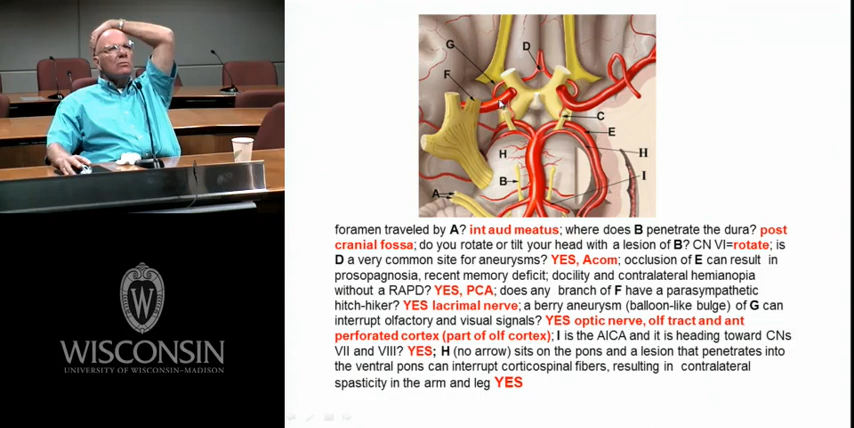 G
D
F
C
E
H
H
B
I
A
foramen traveled by A? int aud meatus; where does B penetrate the dura? post
cranial fossa; do you rotate or tilt your head with a lesion of B? CN VI=rotate; is
D a very common site for aneurysms? YES, Acom; occlusion of E can result in
prosopagnosia, recent memory deficit; docility and contralateral hemianopia
without a RAPD? YES, PCA; does any branch of F have a parasympathetic
hitch-hiker? YES lacrimal nerve; a berry aneurysm (balloon-like bulge) of G can
interrupt olfactory and visual signals? YES optic nerve, olf tract and ant
perforated cortex (part of olf cortex); I is the AICA and it is heading toward CNs
VII and VIII? YES; H (no arrow) sits on the pons and a lesion that penetrates into
the ventral pons can interrupt corticospinal fibers, resulting in contralateral
spasticity in the arm and leg YES
W
WISCONSIN
UNIVERSITY OF WISCONSIN–MADISON